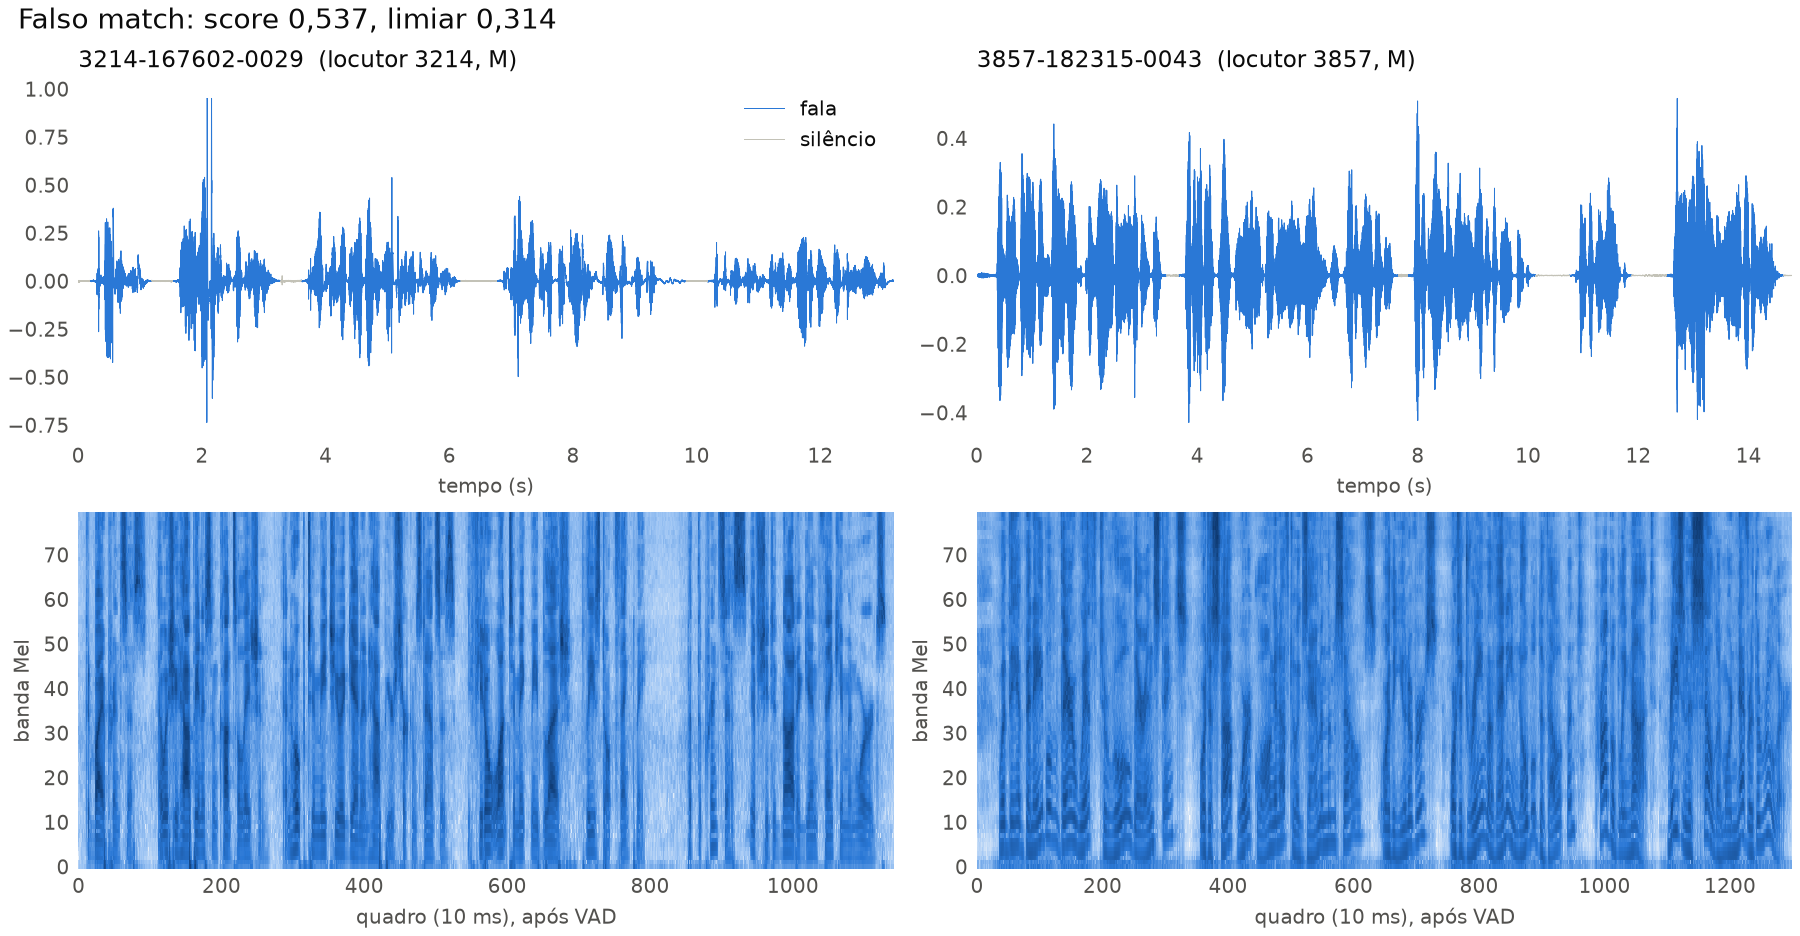 Falso match: score 0,537, limiar 0,314
3214-167602-0029  (locutor 3214, M)
1.00
0.75
0.50
0.25
0.00
−0.25
−0.50
−0.75
fala
silêncio
0 2 4 6 8 10 12
tempo (s)
3857-182315-0043  (locutor 3857, M)
0.4
0.2
0.0
−0.2
−0.4
0 2 4 6 8 10 12 14
tempo (s)
banda Mel
70
60
50
40
30
20
10
0
0 200 400 600 800 1000
quadro (10 ms), após VAD
banda Mel
70
60
50
40
30
20
10
0
0 200 400 600 800 1000 1200
quadro (10 ms), após VAD